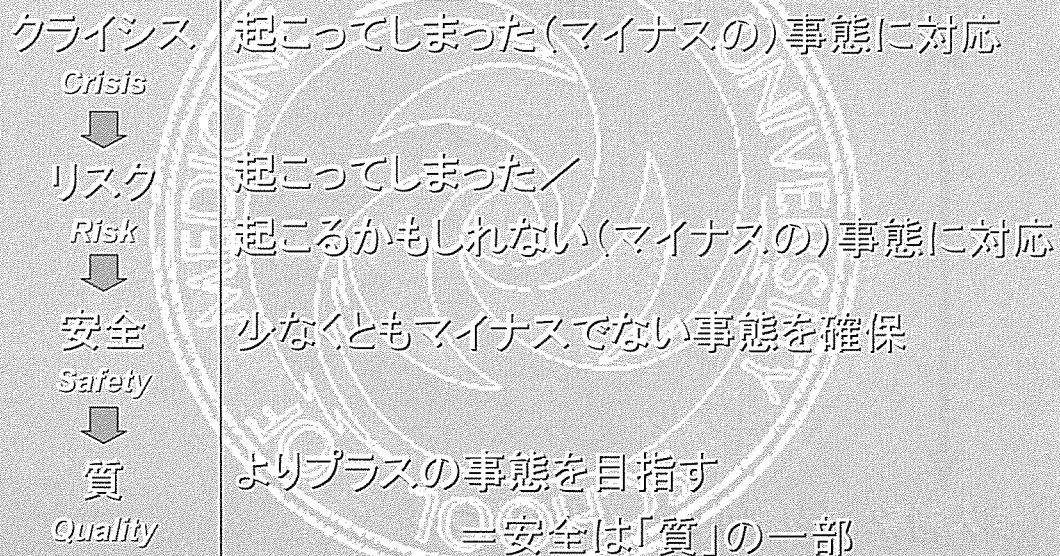 クライシス 起こってしまった(マイナスの)事態に対応
Crisis
リスク 起こってしまった／
Risk 起こるかもしれない(マイナスの)事態に対応
安全 少なくともマイナスでない事態を確保
Safety
質 よりプラスの事態を目指す
Quality ＝安全は「質」の一部